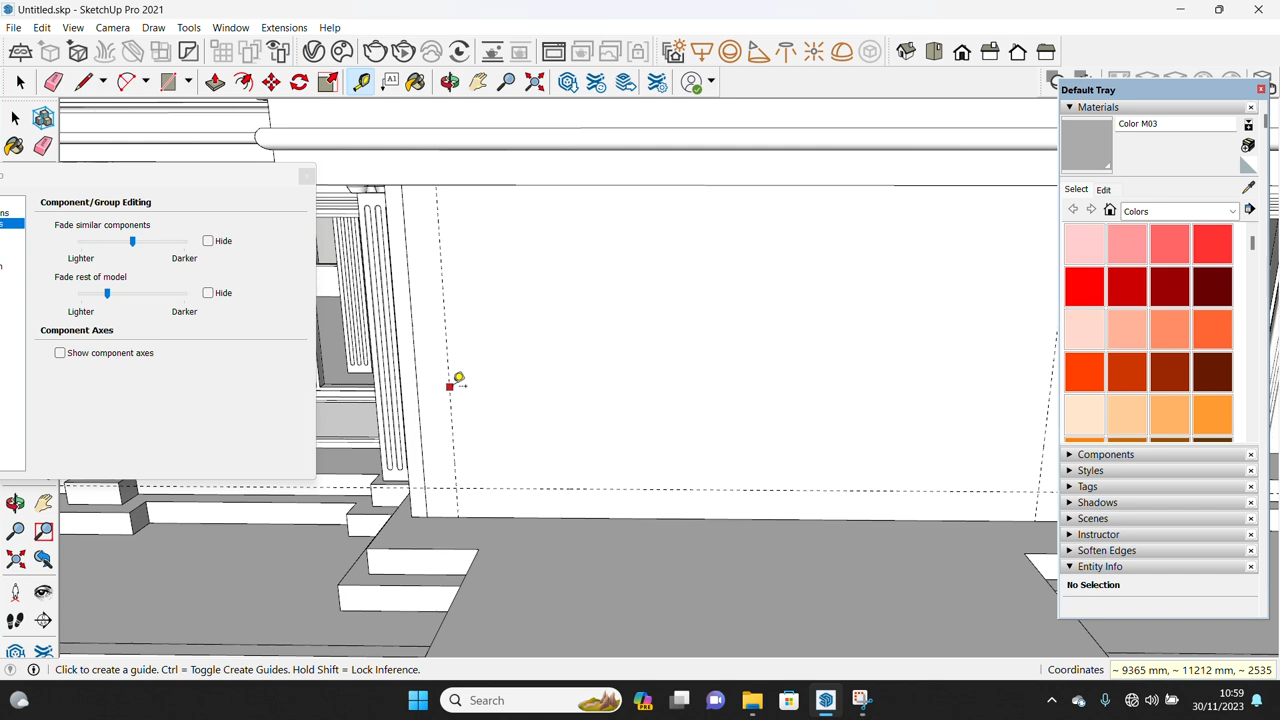 Untitled.skp - SketchUp Pro 2021
File Edit View Camera Draw Tools Window Extensions Help
Default Tray
Materials
Color M03
Select Edit
Colors
Component/Group Editing
Fade similar components
Hide
Lighter Darker
Fade rest of model
Hide
Lighter Darker
Component Axes
Show component axes
Components
Styles
Tags
Shadows
Scenes
Instructor
Soften Edges
Entity Info
No Selection
Click to create a guide. Ctrl = Toggle Create Guides. Hold Shift = Lock Inference.
Coordinates ~ 9365 mm, ~ 11212 mm, ~ 2535
Search
PRE
10:59
30/11/2023